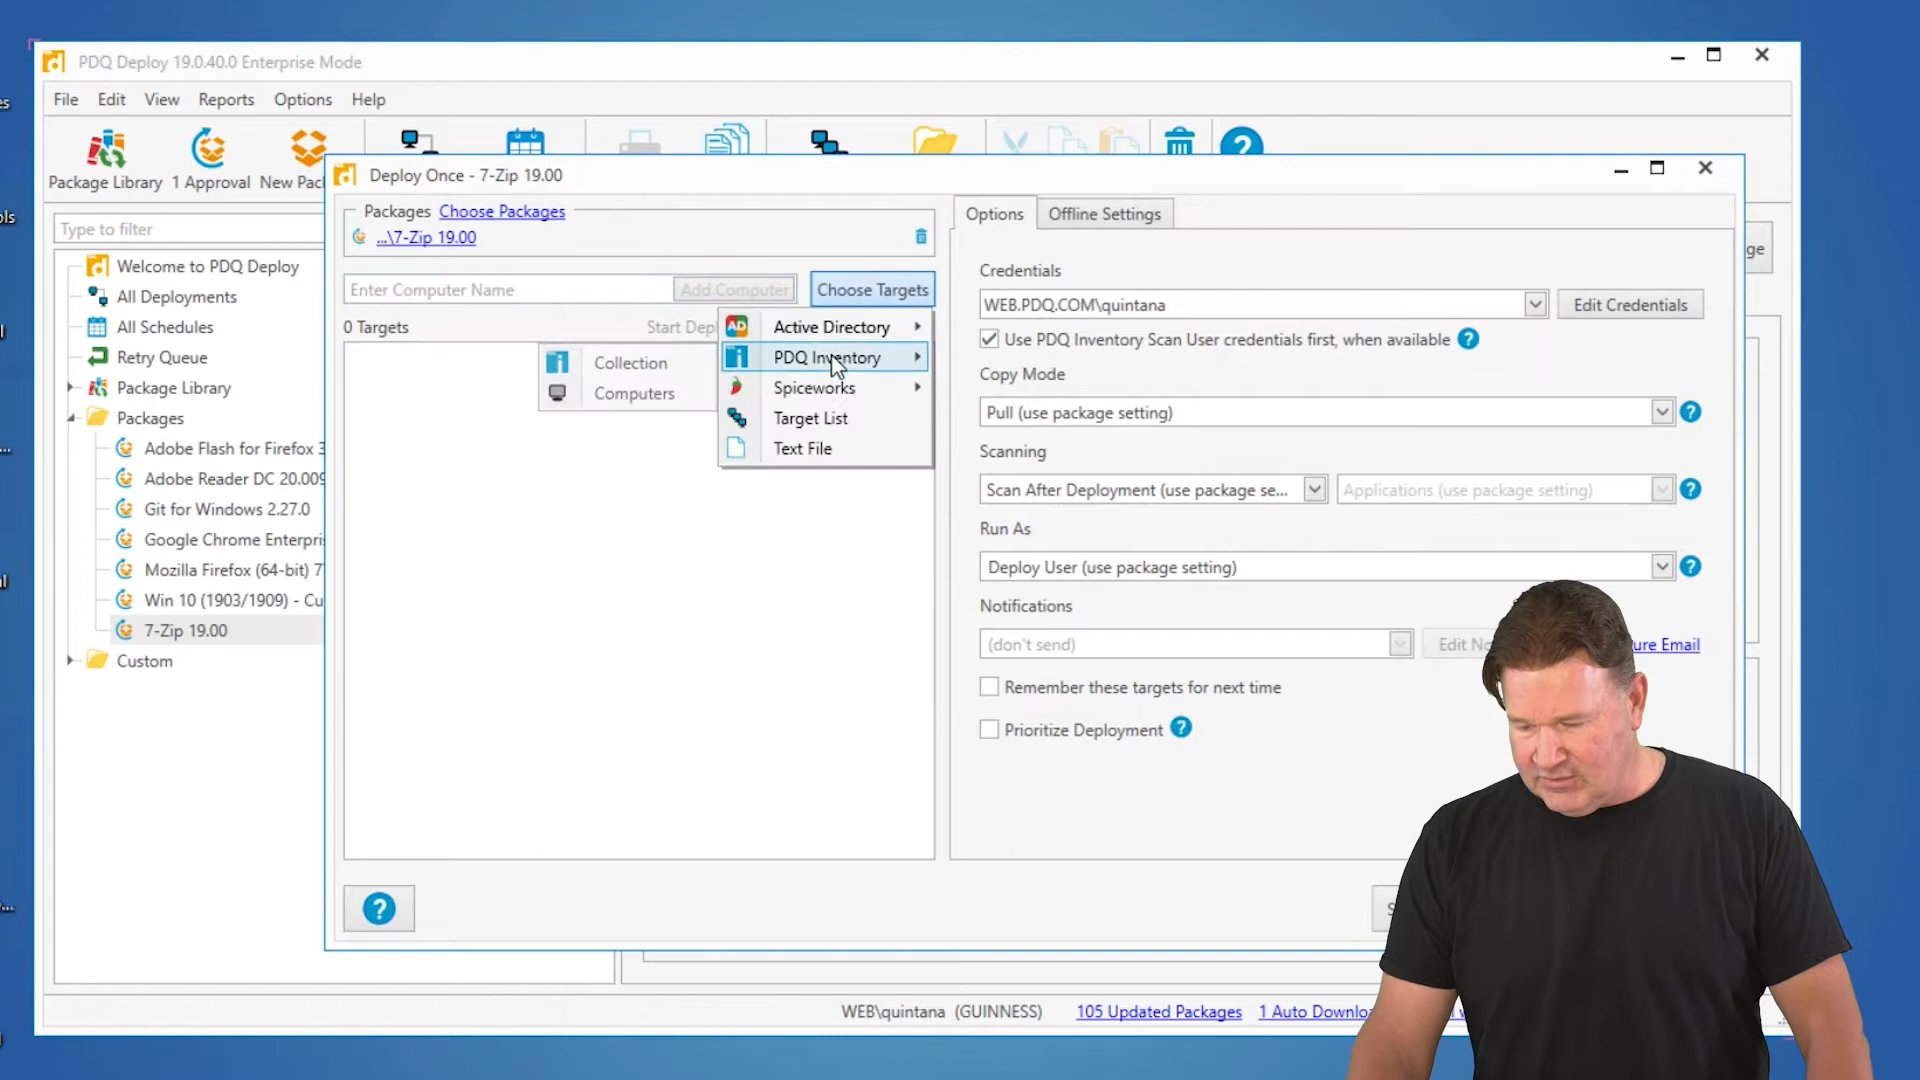 PDQ Deploy 19.0.40.0 Enterprise Mode
File Edit View Reports Options Help
Package Library 1 Approval New Pac
Deploy Once - 7-Zip 19.00
Packages Choose Packages
...\7-Zip 19.00
Enter Computer Name Add Computer Choose Targets
0 Targets Start Depl
Collection
Computers
Active Directory
PDQ Inventory
Spiceworks
Target List
Text File
Type to filter
Welcome to PDQ Deploy
All Deployments
All Schedules
Retry Queue
Package Library
Packages
Adobe Flash for Firefox 3
Adobe Reader DC 20.009
Git for Windows 2.27.0
Google Chrome Enterpri
Mozilla Firefox (64-bit) 7
Win 10 (1903/1909) - Cu
7-Zip 19.00
Custom
Options Offline Settings
Credentials
WEB.PDQ.COM\quintana Edit Credentials
Use PDQ Inventory Scan User credentials first, when available
Copy Mode
Pull (use package setting)
Scanning
Scan After Deployment (use package se... Applications (use package setting)
Run As
Deploy User (use package setting)
Notifications
(don't send) Edit No ure Email
Remember these targets for next time
Prioritize Deployment
WEB\quintana (GUINNESS) 105 Updated Packages 1 Auto Downloa